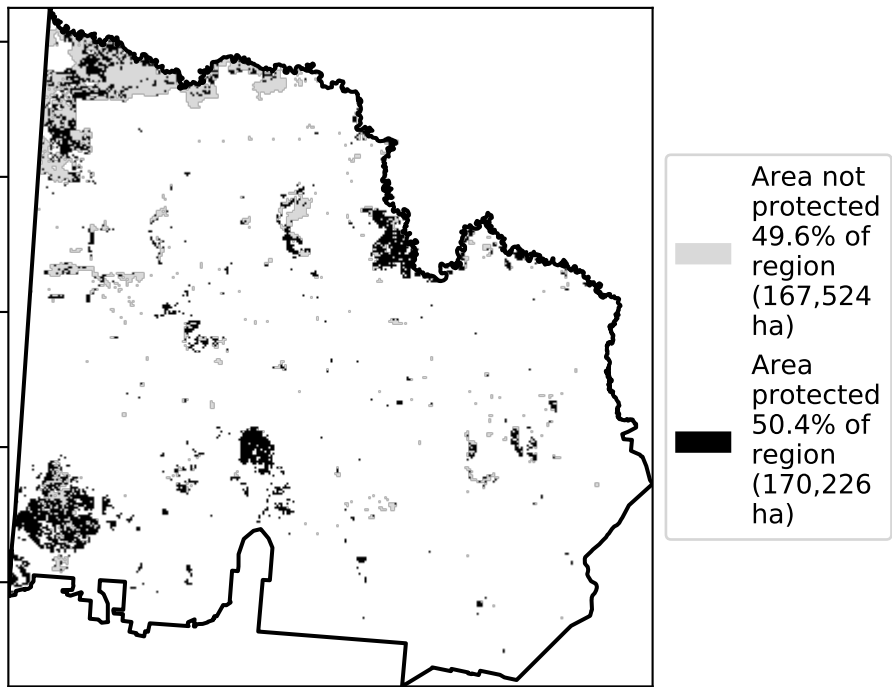 Area not
protected
49.6% of
region
(167,524
ha)
Area
protected
50.4% of
region
(170,226
ha)